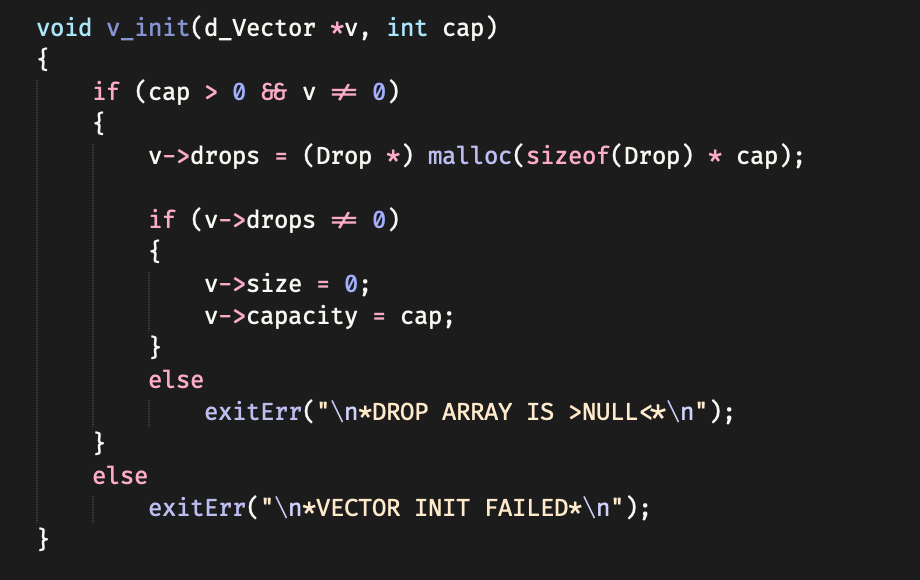 void v_init(d_Vector *v, int cap)
{
    if (cap > 0 && v != 0)
    {
        v->drops = (Drop *) malloc(sizeof(Drop) * cap);

        if (v->drops != 0)
        {
            v->size = 0;
            v->capacity = cap;
        }
        else
            exitErr("\n*DROP ARRAY IS >NULL<*\n");
    }
    else
        exitErr("\n*VECTOR INIT FAILED*\n");
}